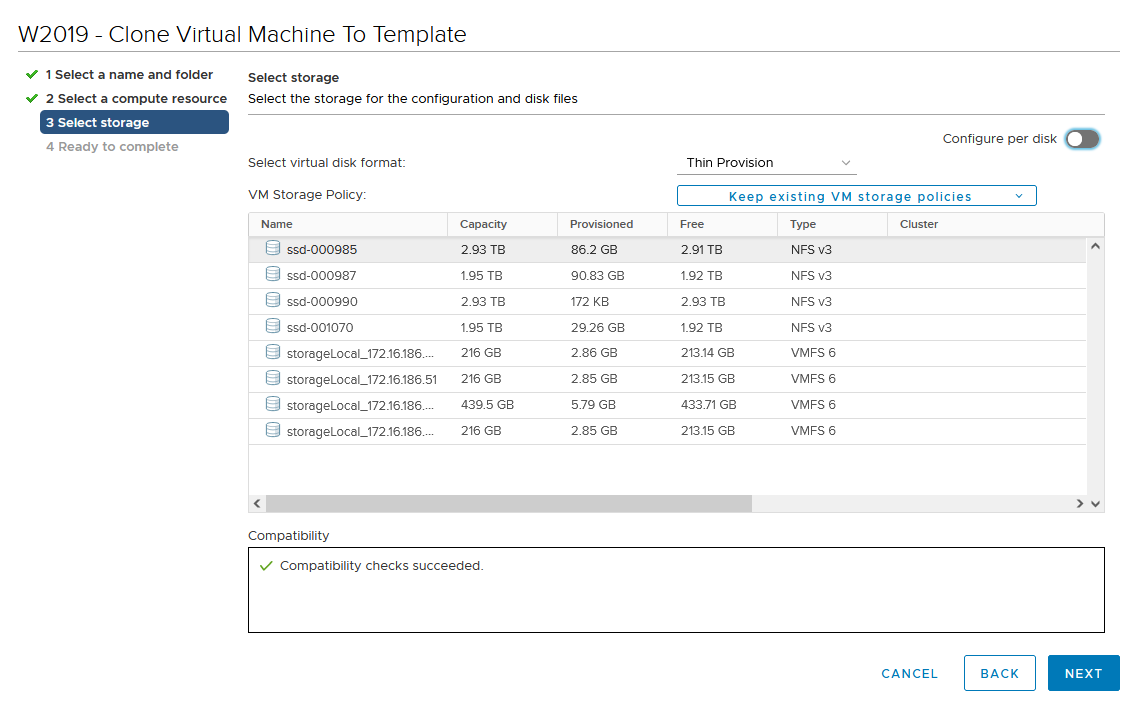 W2019 - Clone Virtual Machine To Template
1 Select a name and folder
2 Select a compute resource
3 Select storage
4 Ready to complete
Select storage
Select the storage for the configuration and disk files
Configure per disk
Select virtual disk format: Thin Provision
VM Storage Policy: Keep existing VM storage policies
Name Capacity Provisioned Free Type Cluster
ssd-000985 2.93 TB 86.2 GB 2.91 TB NFS v3
ssd-000987 1.95 TB 90.83 GB 1.92 TB NFS v3
ssd-000990 2.93 TB 172 KB 2.93 TB NFS v3
ssd-001070 1.95 TB 29.26 GB 1.92 TB NFS v3
storageLocal_172.16.186.... 216 GB 2.86 GB 213.14 GB VMFS 6
storageLocal_172.16.186.51 216 GB 2.85 GB 213.15 GB VMFS 6
storageLocal_172.16.186.... 439.5 GB 5.79 GB 433.71 GB VMFS 6
storageLocal_172.16.186.... 216 GB 2.85 GB 213.15 GB VMFS 6
Compatibility
Compatibility checks succeeded.
CANCEL BACK NEXT